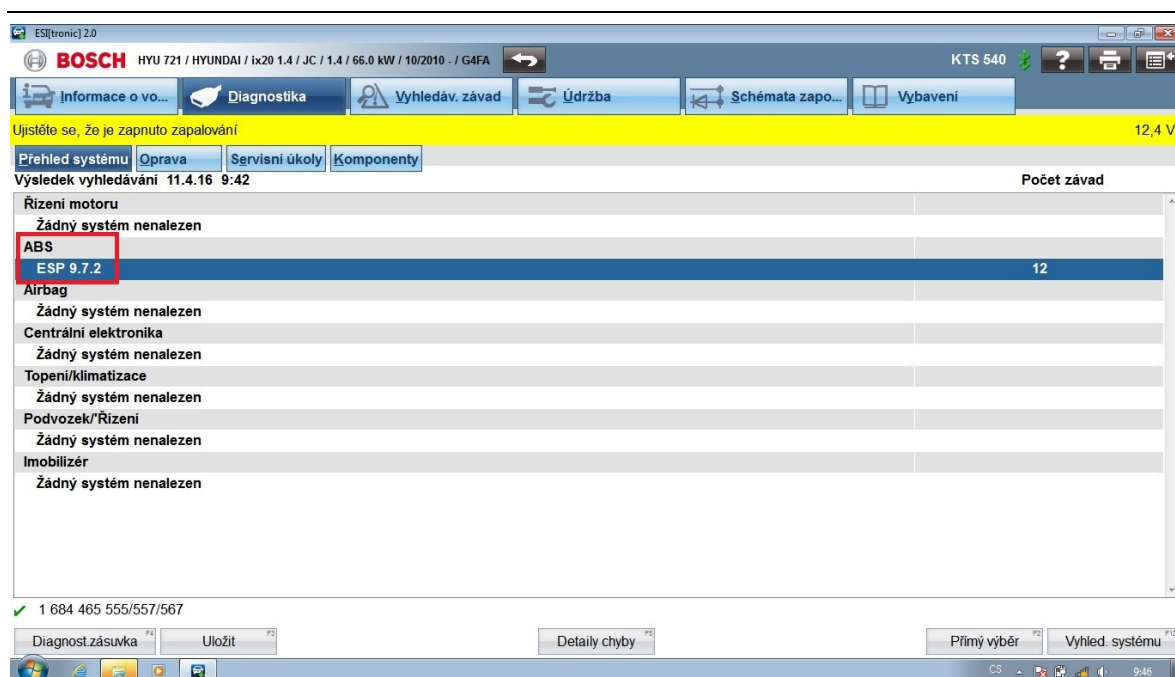 ESI[tronic] 2.0
BOSCH HYU 721 / HYUNDAI / ix20 1.4 / JC / 1.4 / 66.0 kW / 10/2010 - / G4FA KTS 540 ?
Informace o vo... Diagnostika Vyhledáv. závad Údržba Schémata zapo... Vybavení
Ujistěte se, že je zapnuto zapalování 12,4 V
Přehled systému Oprava Servisní úkoly Komponenty
Výsledek vyhledávání 11.4.16 9:42 Počet závad
Řízení motoru
Žádný systém nenalezen
ABS
ESP 9.7.2 12
Airbag
Žádný systém nenalezen
Centrální elektronika
Žádný systém nenalezen
Topení/klimatizace
Žádný systém nenalezen
Podvozek/'Řízení
Žádný systém nenalezen
Imobilizér
Žádný systém nenalezen
1 684 465 555/557/567
Diagnost.zásuvka F4 Uložit F3 Detaily chyby F5 Přímý výběr F2 Vyhled. systému F12
CS 9:46